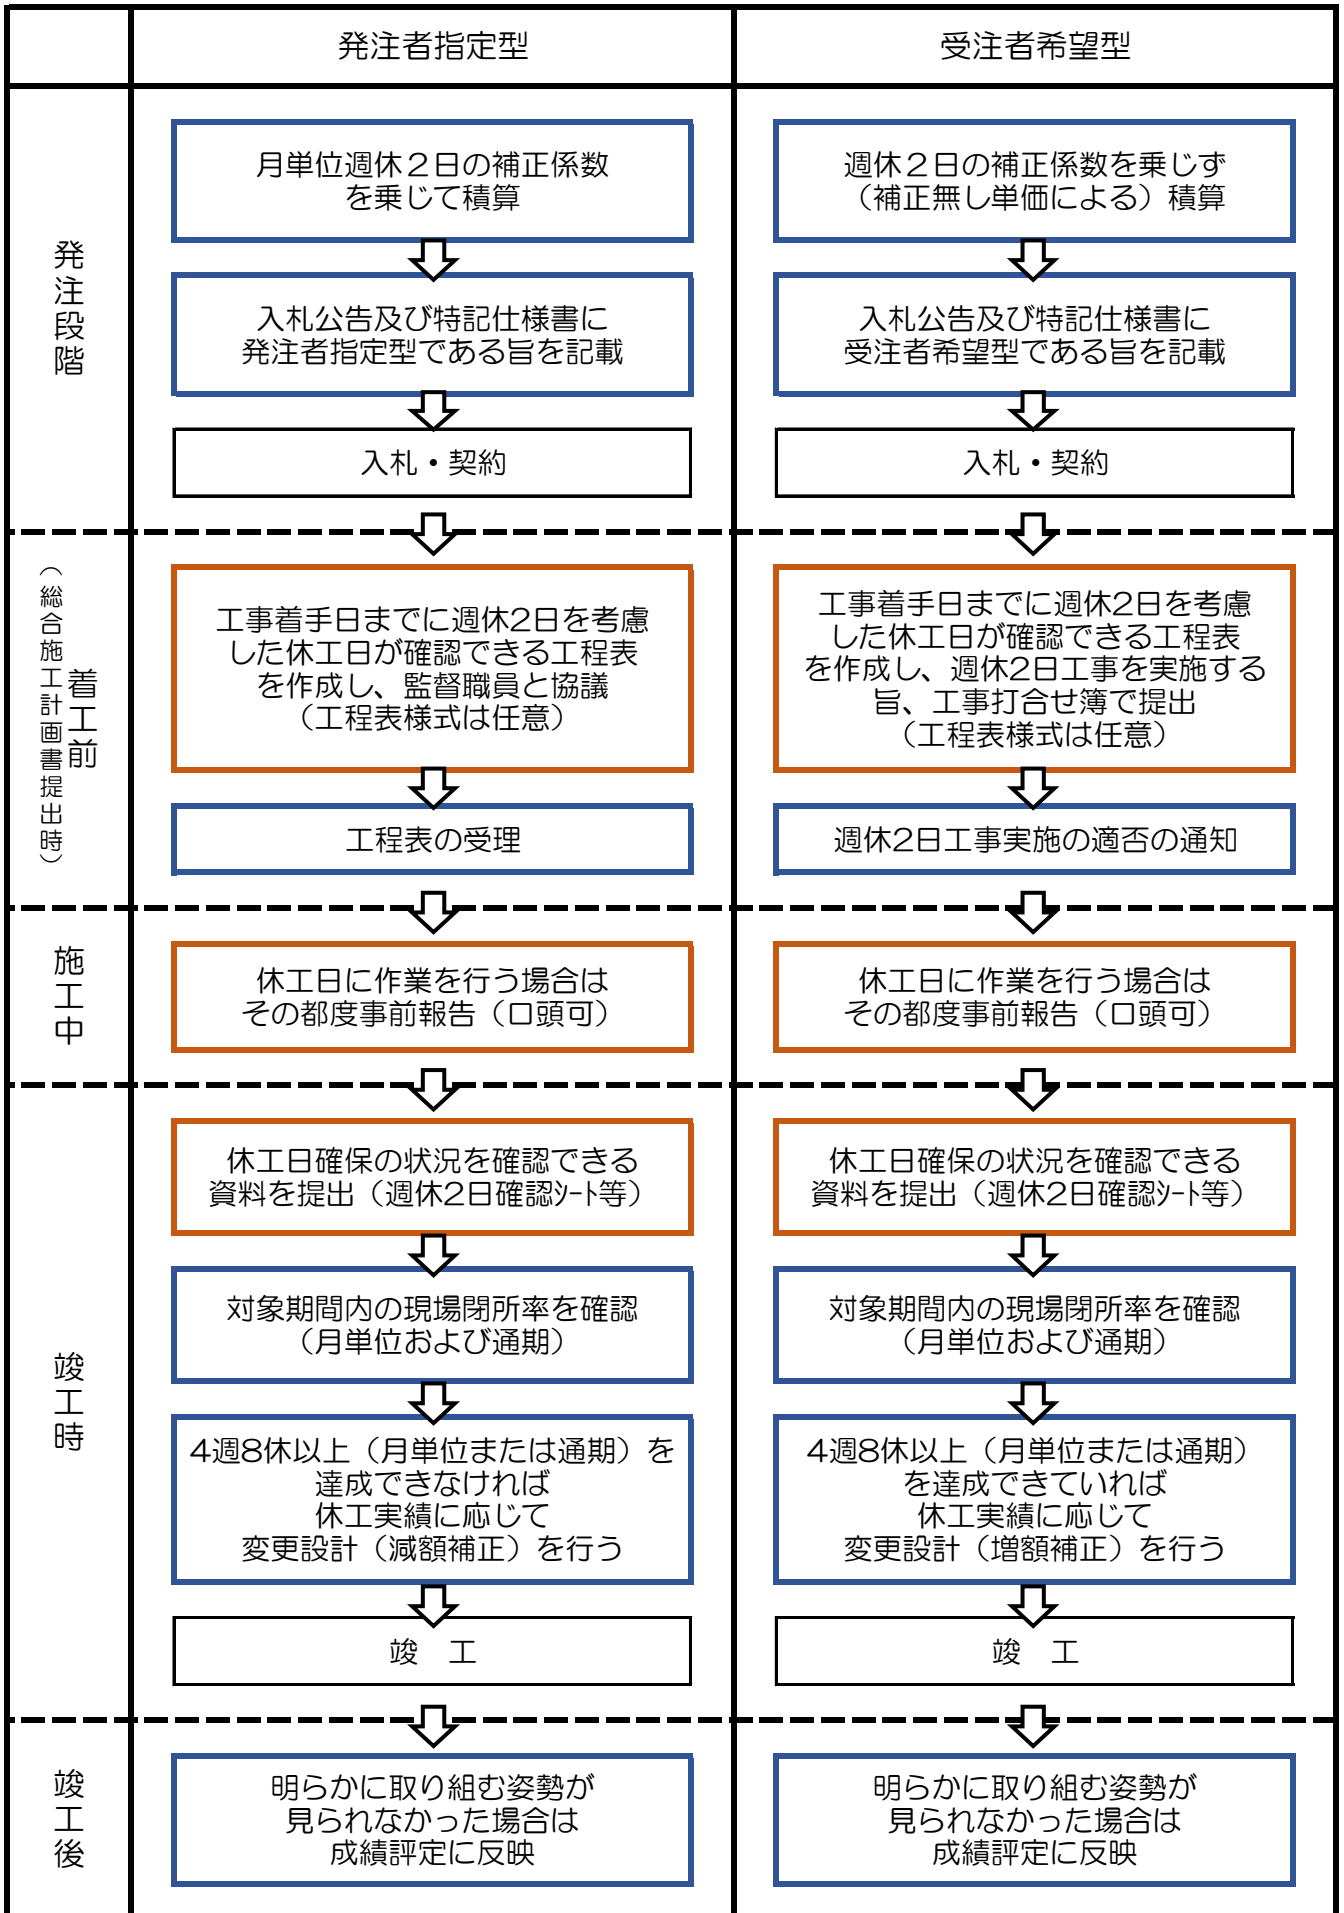 発注者指定型
受注者希望型
発注段階
月単位週休２日の補正係数
を乗じて積算
週休２日の補正係数を乗じず
（補正無し単価による）積算
入札公告及び特記仕様書に
発注者指定型である旨を記載
入札公告及び特記仕様書に
受注者希望型である旨を記載
入札・契約
入札・契約
着工前
（総合施工計画書提出時）
工事着手日までに週休2日を考慮
した休工日が確認できる工程表
を作成し、監督職員と協議
（工程表様式は任意）
工事着手日までに週休2日を考慮
した休工日が確認できる工程表
を作成し、週休2日工事を実施する
旨、工事打合せ簿で提出
（工程表様式は任意）
工程表の受理
週休2日工事実施の適否の通知
施工中
休工日に作業を行う場合は
その都度事前報告（口頭可）
休工日に作業を行う場合は
その都度事前報告（口頭可）
竣工時
休工日確保の状況を確認できる
資料を提出（週休2日確認ｼｰﾄ等）
休工日確保の状況を確認できる
資料を提出（週休2日確認ｼｰﾄ等）
対象期間内の現場閉所率を確認
（月単位および通期）
対象期間内の現場閉所率を確認
（月単位および通期）
4週8休以上（月単位または通期）を
達成できなければ
休工実績に応じて
変更設計（減額補正）を行う
4週8休以上（月単位または通期）
を達成できていれば
休工実績に応じて
変更設計（増額補正）を行う
竣　工
竣　工
竣工後
明らかに取り組む姿勢が
見られなかった場合は
成績評定に反映
明らかに取り組む姿勢が
見られなかった場合は
成績評定に反映